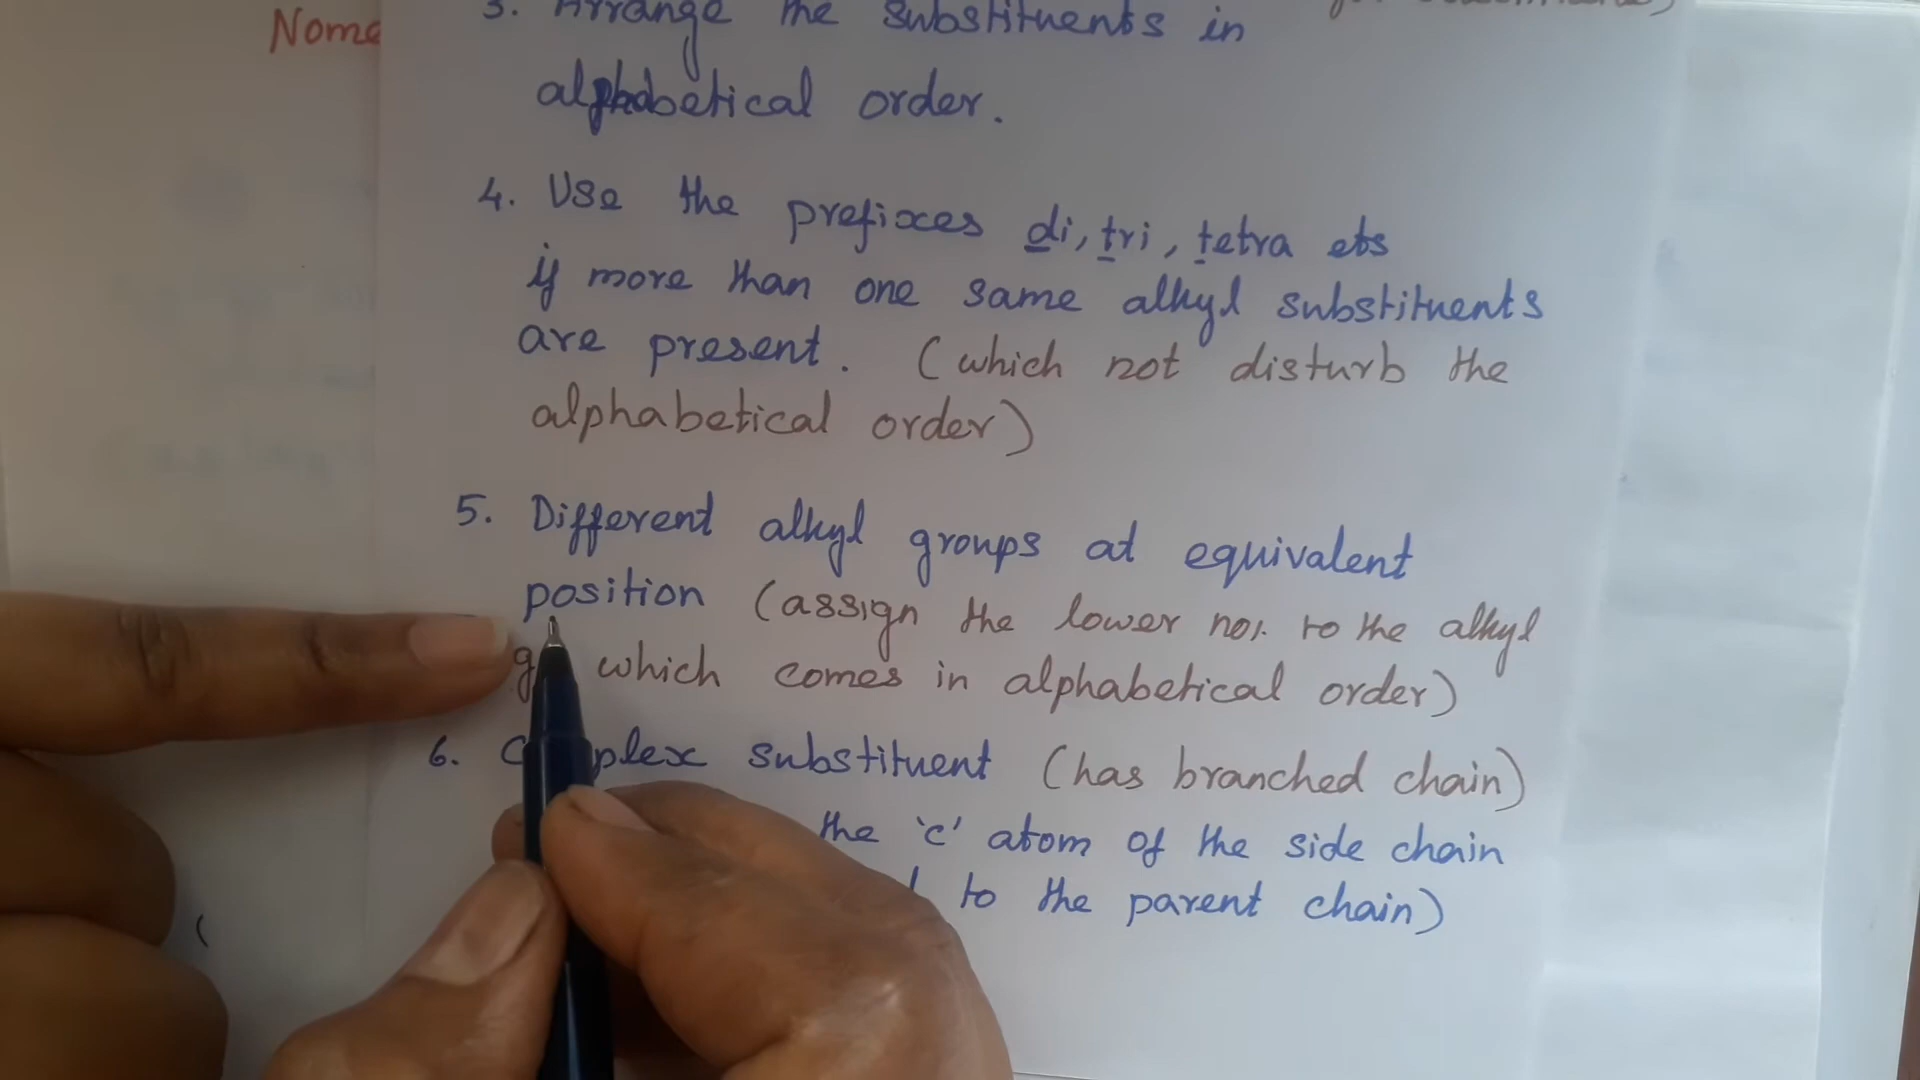 Nome
3. Arrange the substituents in
alphabetical order.
4. Use the prefixes di, tri, tetra ets
if more than one same alkyl substituents
are present. (which not disturb the
alphabetical order)
5. Different alkyl groups at equivalent
position (assign the lower no. to the alkyl
which comes in alphabetical order)
6. substituent (has branched chain)
the 'c' atom of the side chain
to the parent chain)